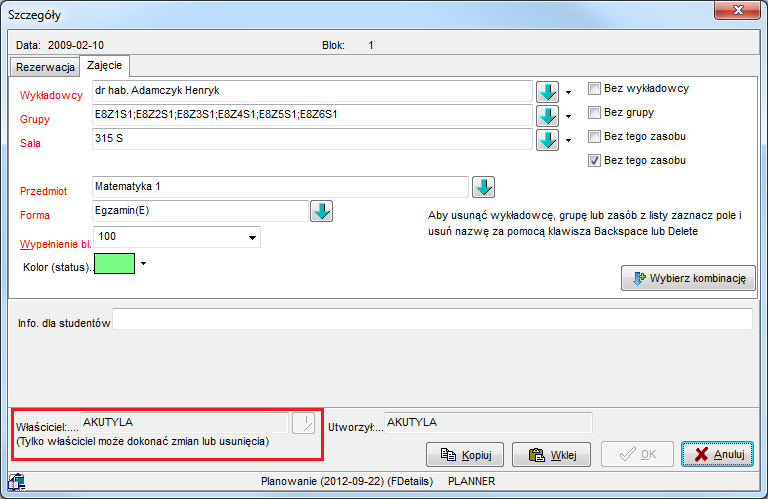 Szczegóły
Data: 2009-02-10 Blok: 1
Rezerwacja Zajęcie
Wykładowcy dr hab. Adamczyk Henryk Bez wykładowcy
Grupy E8Z1S1;E8Z2S1;E8Z3S1;E8Z4S1;E8Z5S1;E8Z6S1 Bez grupy
Sala 315 S Bez tego zasobu
Bez tego zasobu
Przedmiot Matematyka 1
Forma Egzamin(E)
Aby usunąć wykładowcę, grupę lub zasób z listy zaznacz pole i
usuń nazwę za pomocą klawisza Backspace lub Delete
Wypełnienie bl. 100
Kolor (status)..
Wybierz kombinację
Info. dla studentów
Właściciel:.... AKUTYLA Utworzył:... AKUTYLA
(Tylko właściciel może dokonać zmian lub usunięcia)
Kopiuj Wklej OK Anuluj
Planowanie (2012-09-22) (FDetails) PLANNER